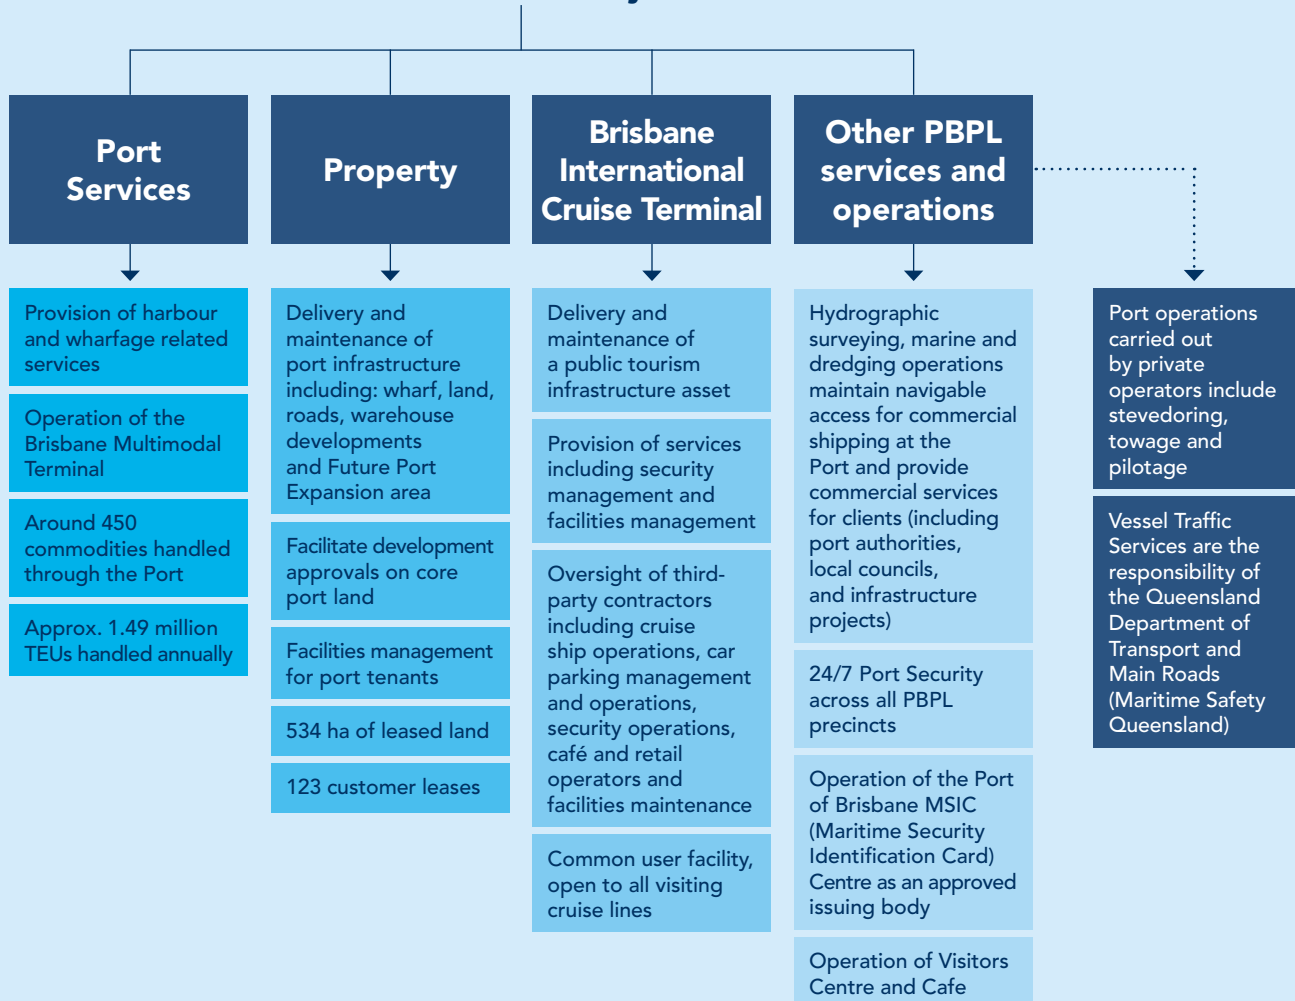 Port
Services
Property
Brisbane
International
Cruise Terminal
Other PBPL
services and
operations
Provision of harbour
and wharfage related
services
Operation of the
Brisbane Multimodal
Terminal
Around 450
commodities handled
through the Port
Approx. 1.49 million
TEUs handled annually
Delivery and
maintenance of
port infrastructure
including: wharf, land,
roads, warehouse
developments
and Future Port
Expansion area
Facilitate development
approvals on core
port land
Facilities management
for port tenants
534 ha of leased land
123 customer leases
Delivery and
maintenance of
a public tourism
infrastructure asset
Provision of services
including security
management and
facilities management
Oversight of third-
party contractors
including cruise
ship operations, car
parking management
and operations,
security operations,
café and retail
operators and
facilities maintenance
Common user facility,
open to all visiting
cruise lines
Hydrographic
surveying, marine and
dredging operations
maintain navigable
access for commercial
shipping at the
Port and provide
commercial services
for clients (including
port authorities,
local councils,
and infrastructure
projects)
24/7 Port Security
across all PBPL
precincts
Operation of the Port
of Brisbane MSIC
(Maritime Security
Identification Card)
Centre as an approved
issuing body
Operation of Visitors
Centre and Cafe
Port operations
carried out
by private
operators include
stevedoring,
towage and
pilotage
Vessel Traffic
Services are the
responsibility of
the Queensland
Department of
Transport and
Main Roads
(Maritime Safety
Queensland)